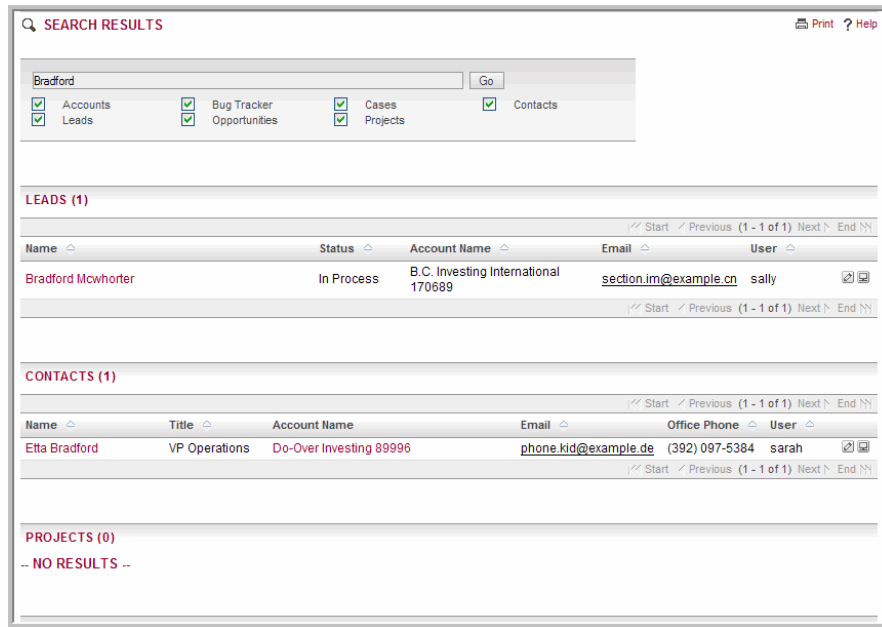 SEARCH RESULTS
Print ? Help
Bradford
Go
Accounts Bug Tracker Cases Contacts
Leads Opportunities Projects
LEADS (1)
Start Previous (1 - 1 of 1) Next End
Name Status Account Name Email User
Bradford Mcwhorter In Process B.C. Investing International 170689 section.im@example.cn sally
Start Previous (1 - 1 of 1) Next End
CONTACTS (1)
Start Previous (1 - 1 of 1) Next End
Name Title Account Name Email Office Phone User
Etta Bradford VP Operations Do-Over Investing 89996 phone.kid@example.de (392) 097-5384 sarah
Start Previous (1 - 1 of 1) Next End
PROJECTS (0)
-- NO RESULTS --